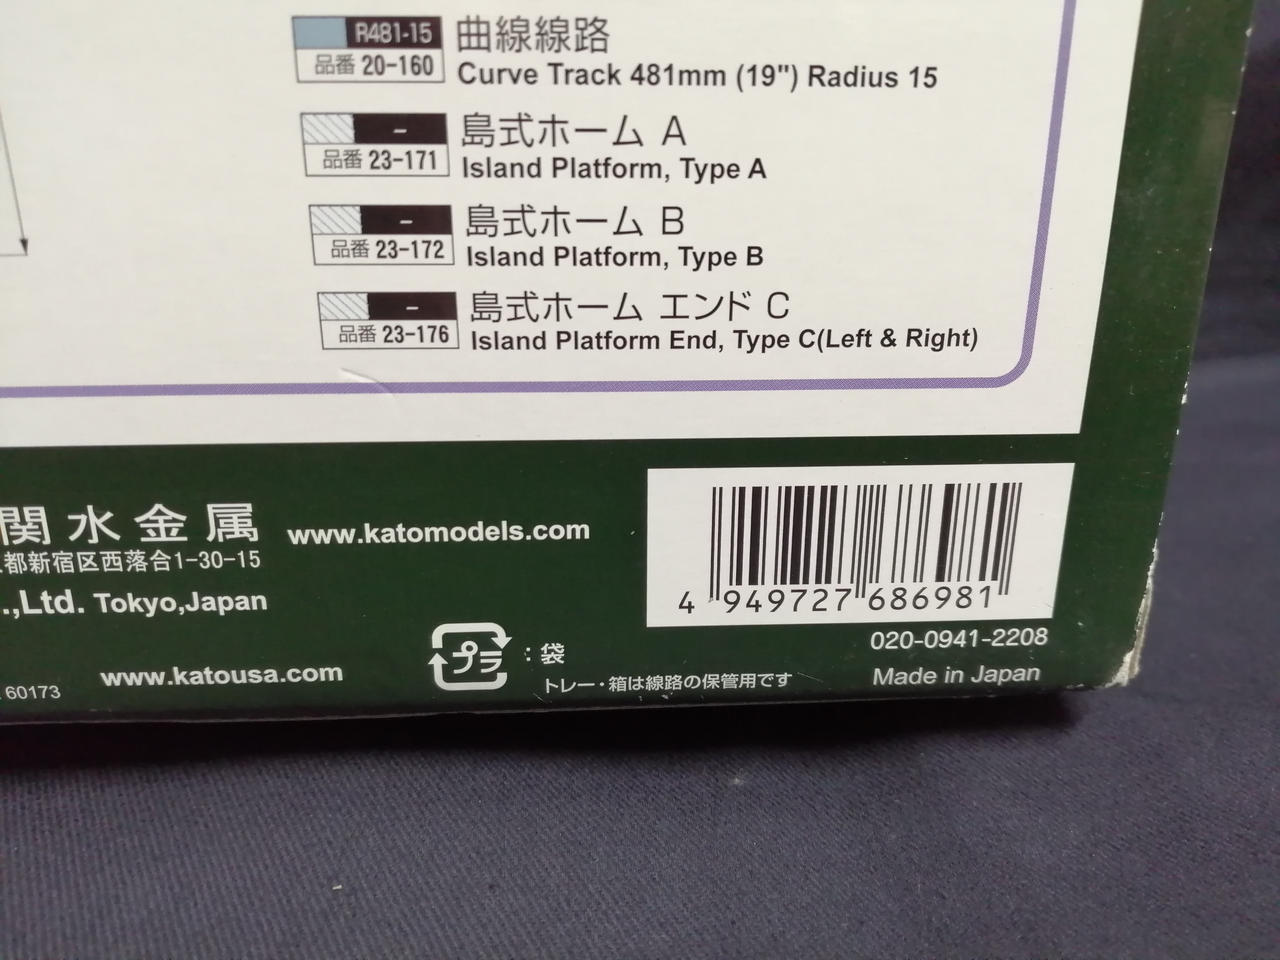 R481-15
品番 20-160
曲線線路
Curve Track 481mm (19") Radius 15
-
品番 23-171
島式ホーム A
Island Platform, Type A
-
品番 23-172
島式ホーム B
Island Platform, Type B
-
品番 23-176
島式ホーム エンド C
Island Platform End, Type C(Left & Right)
関水金属
都新宿区西落合1-30-15
.,Ltd. Tokyo,Japan
www.katomodels.com
60173
www.katousa.com
プラ
:袋
トレー・箱は線路の保管用です
4 949727 686981
020-0941-2208
Made in Japan